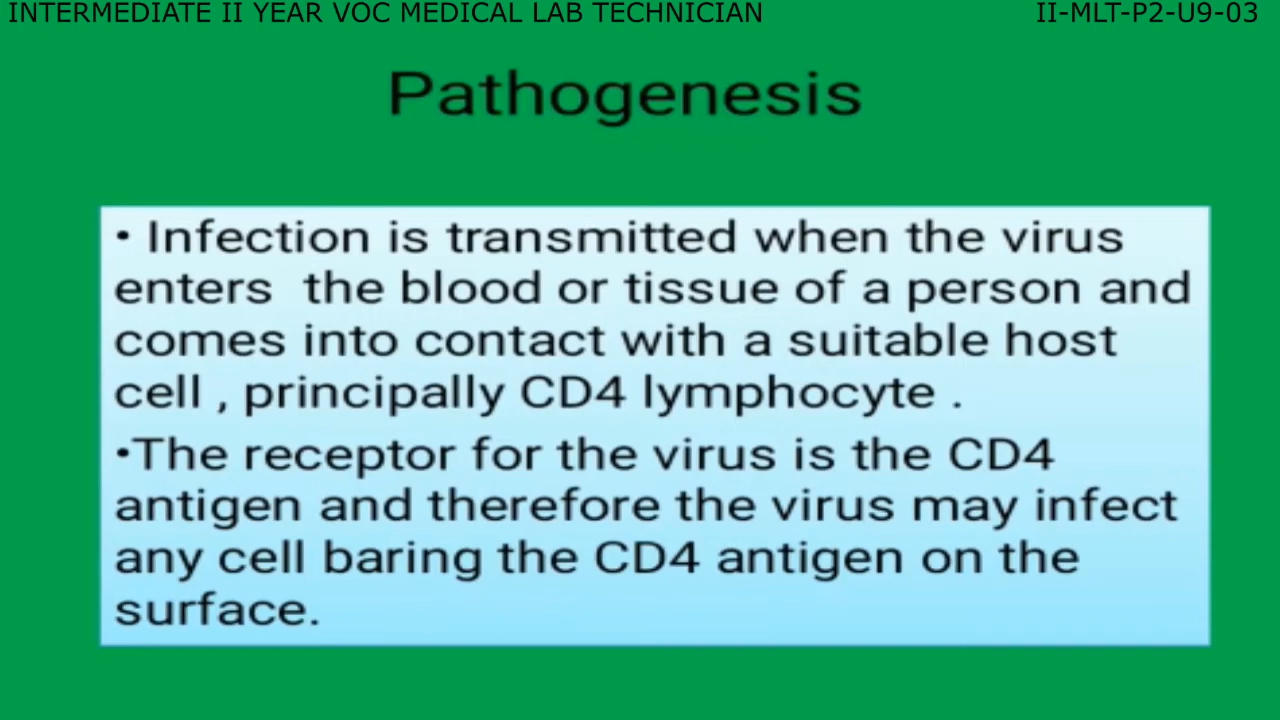 INTERMEDIATE II YEAR VOC MEDICAL LAB TECHNICIAN II-MLT-P2-U9-03
Pathogenesis
• Infection is transmitted when the virus
enters the blood or tissue of a person and
comes into contact with a suitable host
cell , principally CD4 lymphocyte .
•The receptor for the virus is the CD4
antigen and therefore the virus may infect
any cell baring the CD4 antigen on the
surface.